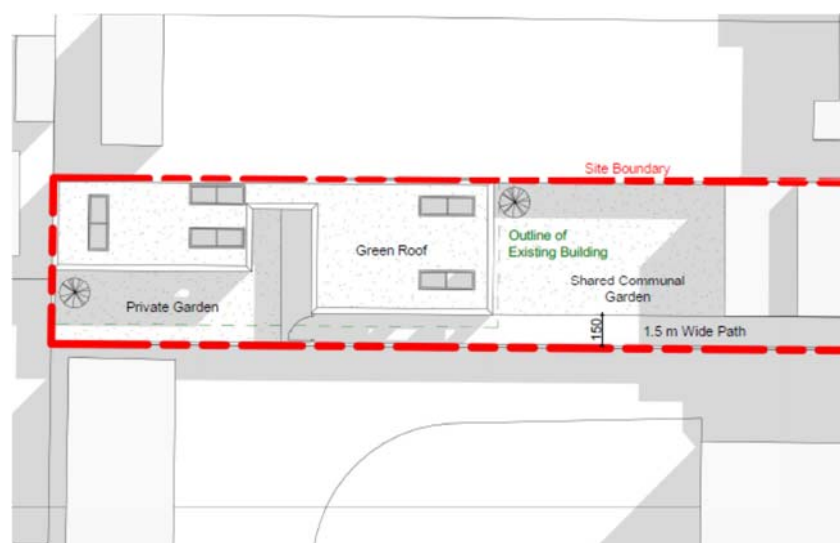 Site Boundary
Outline of
Existing Building
Green Roof
Shared Communal
Garden
Private Garden
150
1.5 m Wide Path